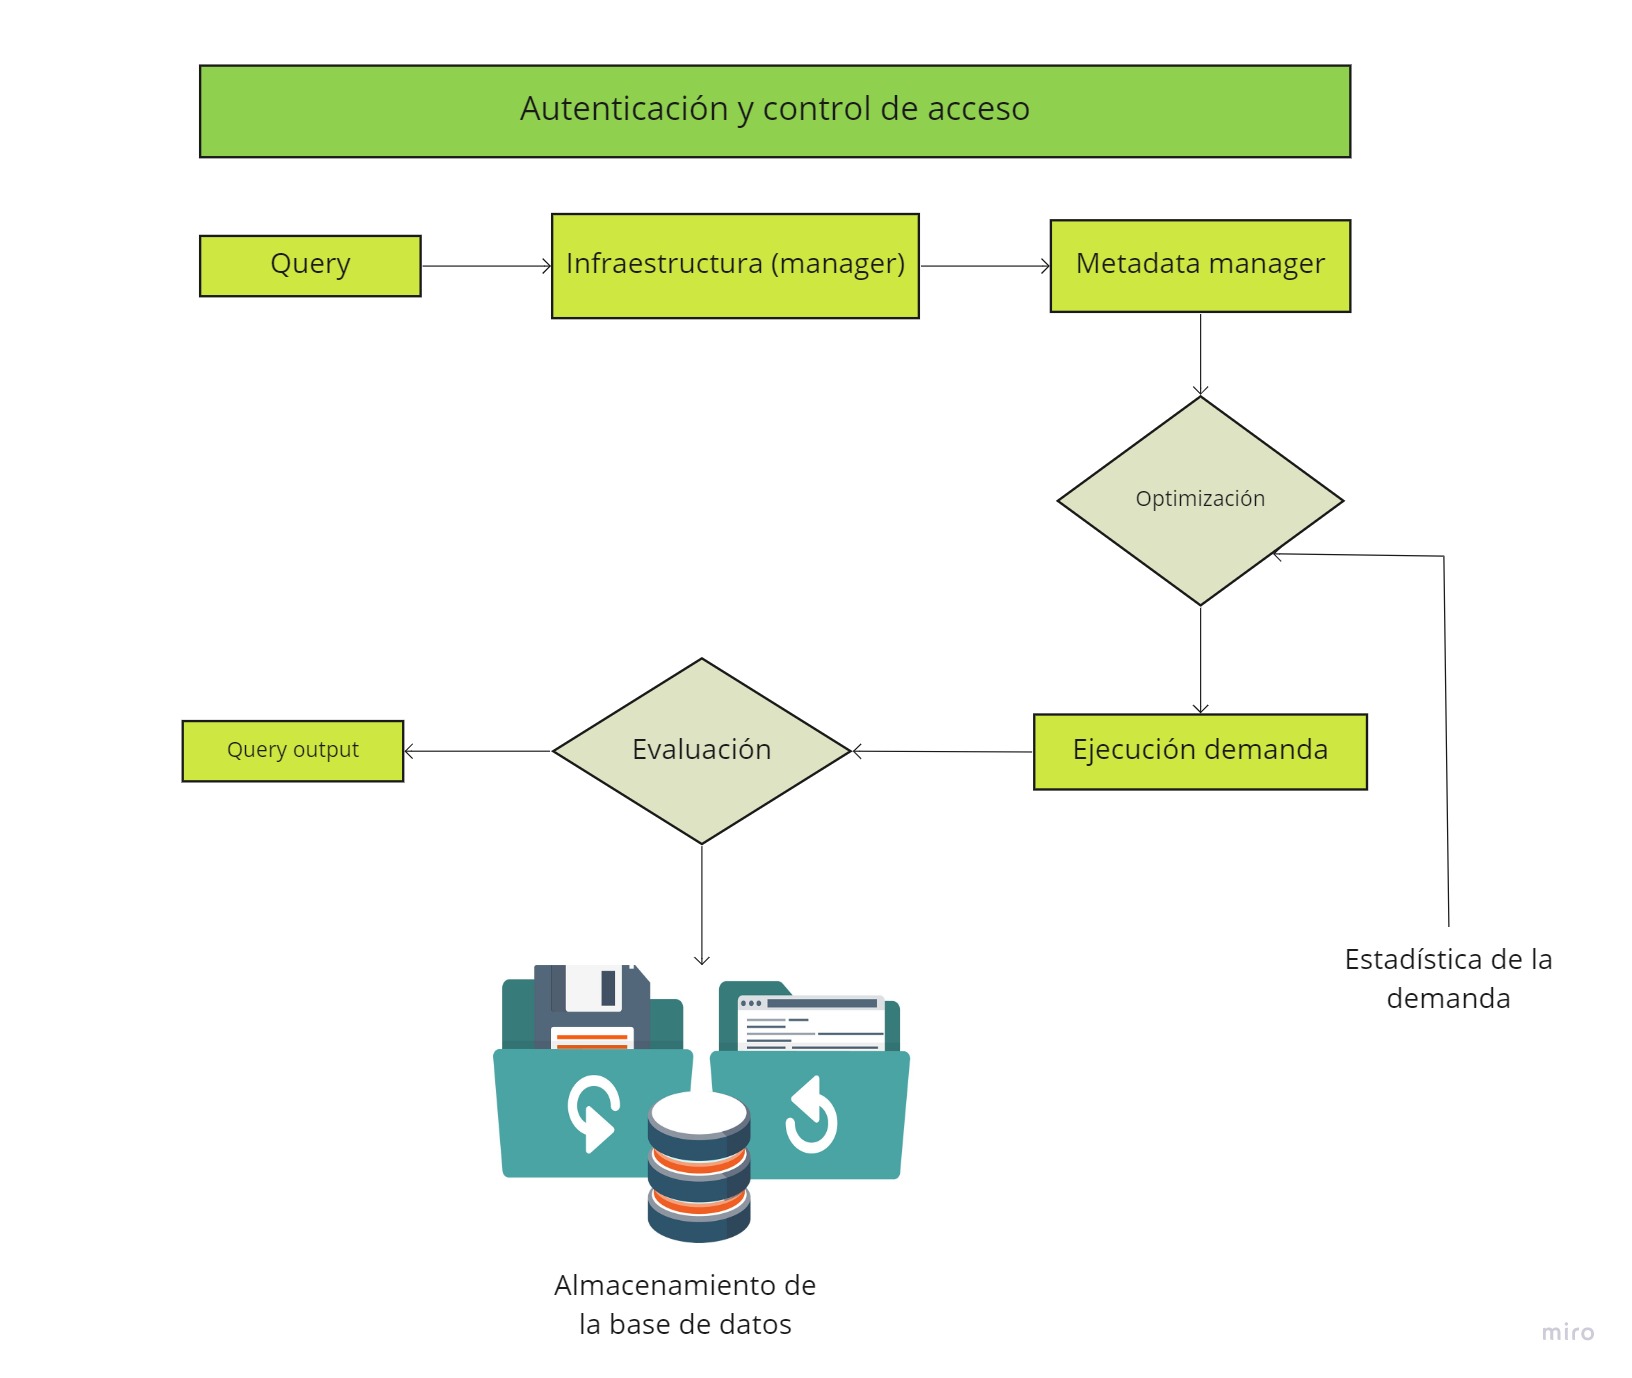 Autenticación y control de acceso
Query
Infraestructura (manager)
Metadata manager
Optimización
Query output
Evaluación
Ejecución demanda
Estadística de la
demanda
Almacenamiento de
la base de datos
miro